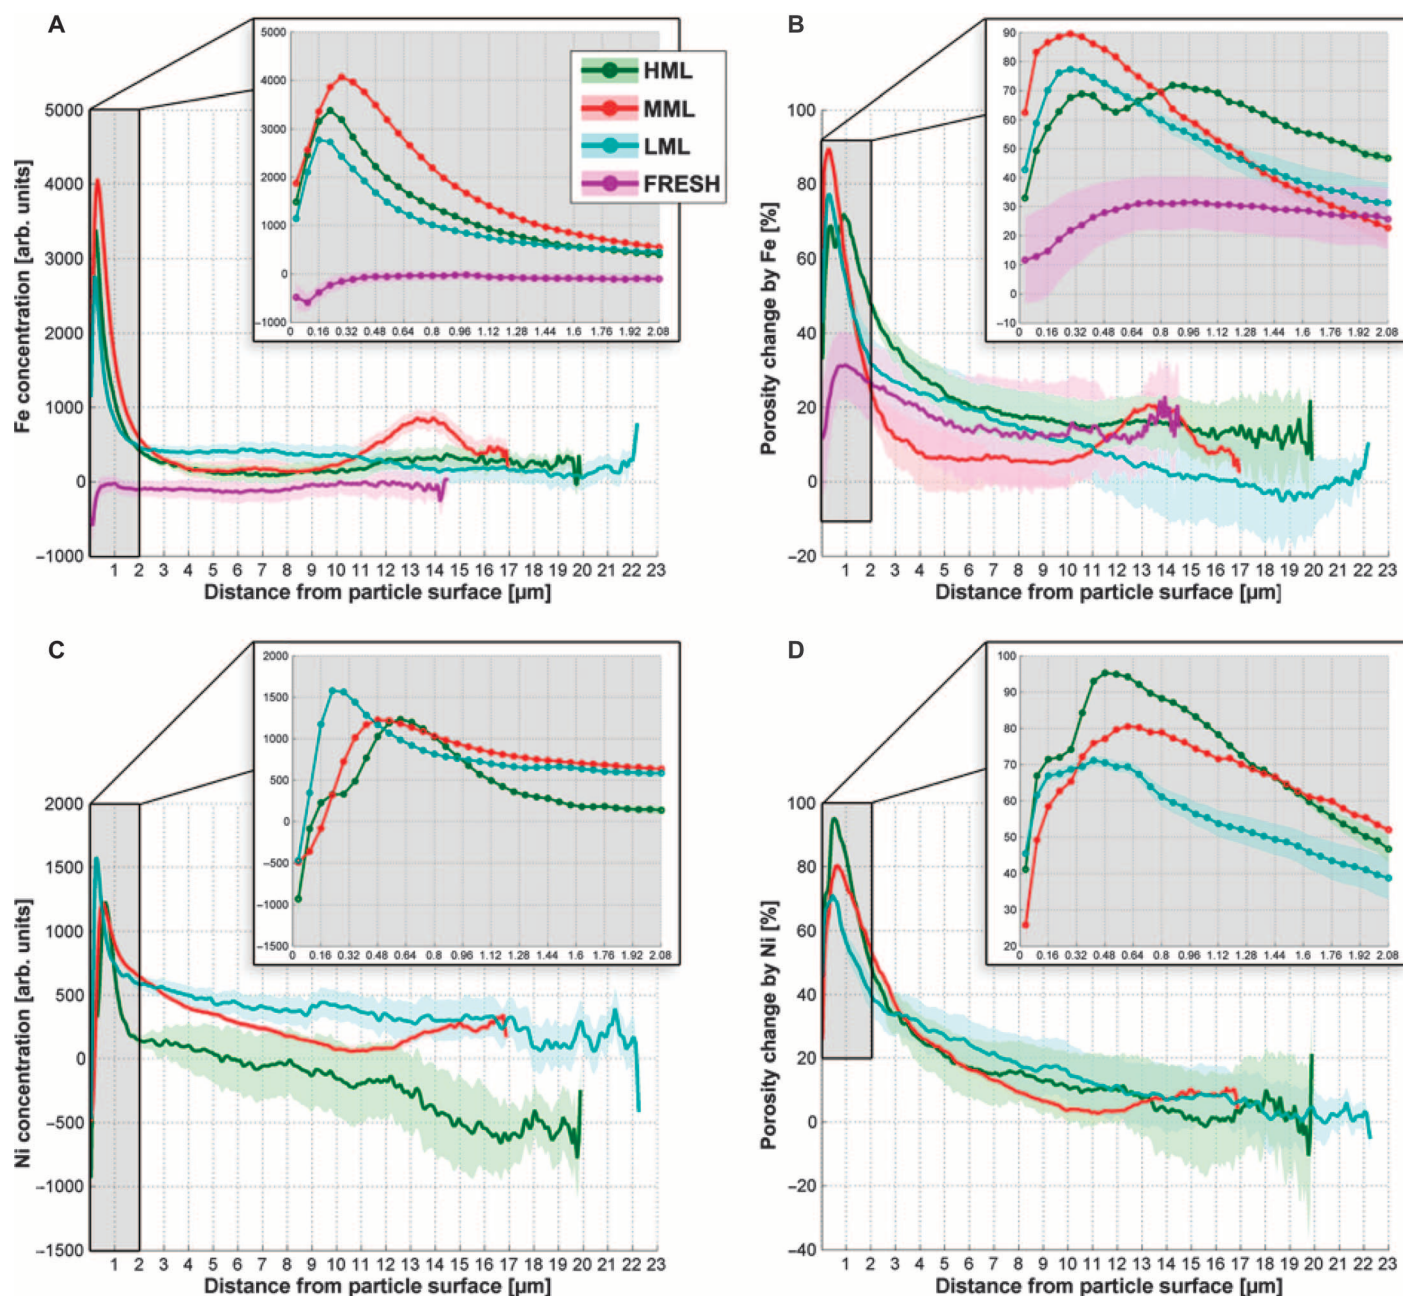 A
B
HML
MML
LML
FRESH
5000
4000
3000
2000
1000
0
−1000
Fe concentration [arb. units]
5000
4000
3000
2000
1000
0
−1000
0 0.16 0.32 0.48 0.64 0.8 0.96 1.12 1.28 1.44 1.6 1.76 1.92 2.08
1 2 3 4 5 6 7 8 9 10 11 12 13 14 15 16 17 18 19 20 21 22 23
Distance from particle surface [µm]
100
80
60
40
20
0
−20
Porosity change by Fe [%]
90
80
70
60
50
40
30
20
10
0
−10
0 0.16 0.32 0.48 0.64 0.8 0.96 1.12 1.28 1.44 1.6 1.76 1.92 2.08
1 2 3 4 5 6 7 8 9 10 11 12 13 14 15 16 17 18 19 20 21 22 23
Distance from particle surface [µm]
C
D
2000
1500
1000
500
0
−500
−1000
−1500
Ni concentration [arb. units]
2000
1500
1000
500
0
−500
−1000
−1500
0 0.16 0.32 0.48 0.64 0.8 0.96 1.12 1.28 1.44 1.6 1.76 1.92 2.08
1 2 3 4 5 6 7 8 9 10 11 12 13 14 15 16 17 18 19 20 21 22 23
Distance from particle surface [µm]
100
80
60
40
20
0
−20
−40
Porosity change by Ni [%]
100
90
80
70
60
50
40
30
20
0 0.16 0.32 0.48 0.64 0.8 0.96 1.12 1.28 1.44 1.6 1.76 1.92 2.08
1 2 3 4 5 6 7 8 9 10 11 12 13 14 15 16 17 18 19 20 21 22 23
Distance from particle surface [µm]